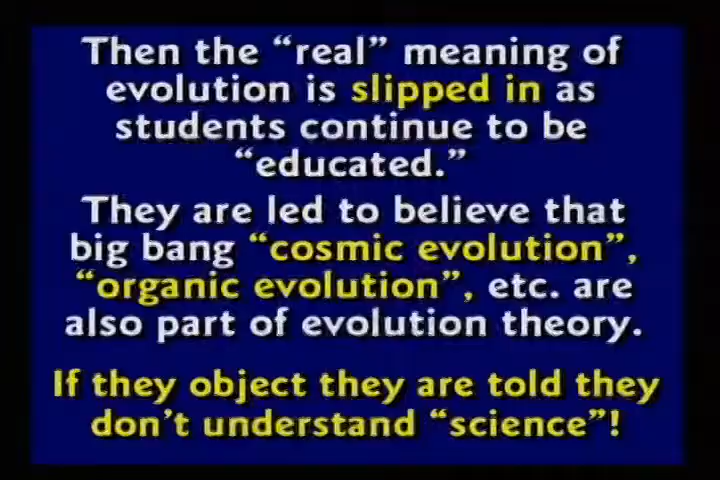 Then the “real” meaning of
evolution is slipped in as
students continue to be
“educated.”
They are led to believe that
big bang “cosmic evolution”,
“organic evolution”, etc. are
also part of evolution theory.
If they object they are told they
don’t understand “science”!